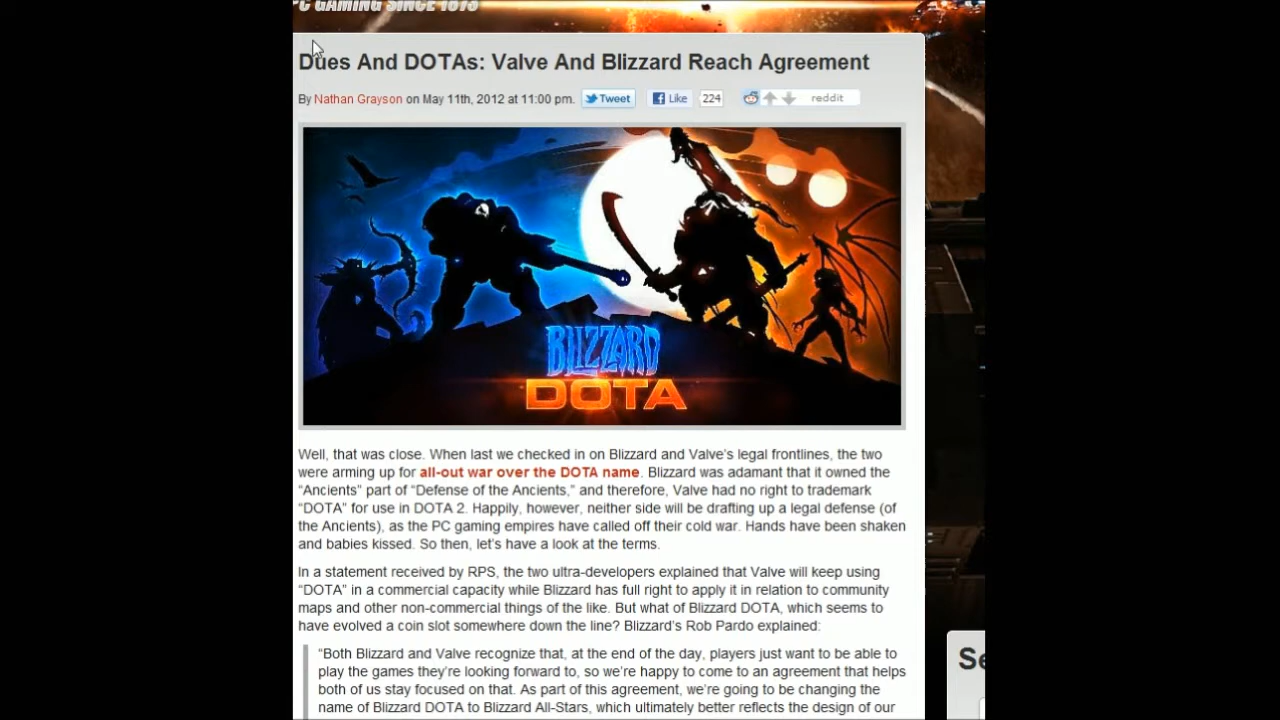 PC GAMING SINCE 1873
Dues And DOTAs: Valve And Blizzard Reach Agreement
By Nathan Grayson on May 11th, 2012 at 11:00 pm.
Tweet
Like
224
reddit
BLIZZARD
DOTA
Well, that was close. When last we checked in on Blizzard and Valve's legal frontlines, the two
were arming up for all-out war over the DOTA name. Blizzard was adamant that it owned the
“Ancients” part of “Defense of the Ancients,” and therefore, Valve had no right to trademark
“DOTA” for use in DOTA 2. Happily, however, neither side will be drafting up a legal defense (of
the Ancients), as the PC gaming empires have called off their cold war. Hands have been shaken
and babies kissed. So then, let's have a look at the terms.
In a statement received by RPS, the two ultra-developers explained that Valve will keep using
“DOTA” in a commercial capacity while Blizzard has full right to apply it in relation to community
maps and other non-commercial things of the like. But what of Blizzard DOTA, which seems to
have evolved a coin slot somewhere down the line? Blizzard's Rob Pardo explained:
“Both Blizzard and Valve recognize that, at the end of the day, players just want to be able to
play the games they're looking forward to, so we're happy to come to an agreement that helps
both of us stay focused on that. As part of this agreement, we're going to be changing the
name of Blizzard DOTA to Blizzard All-Stars, which ultimately better reflects the design of our